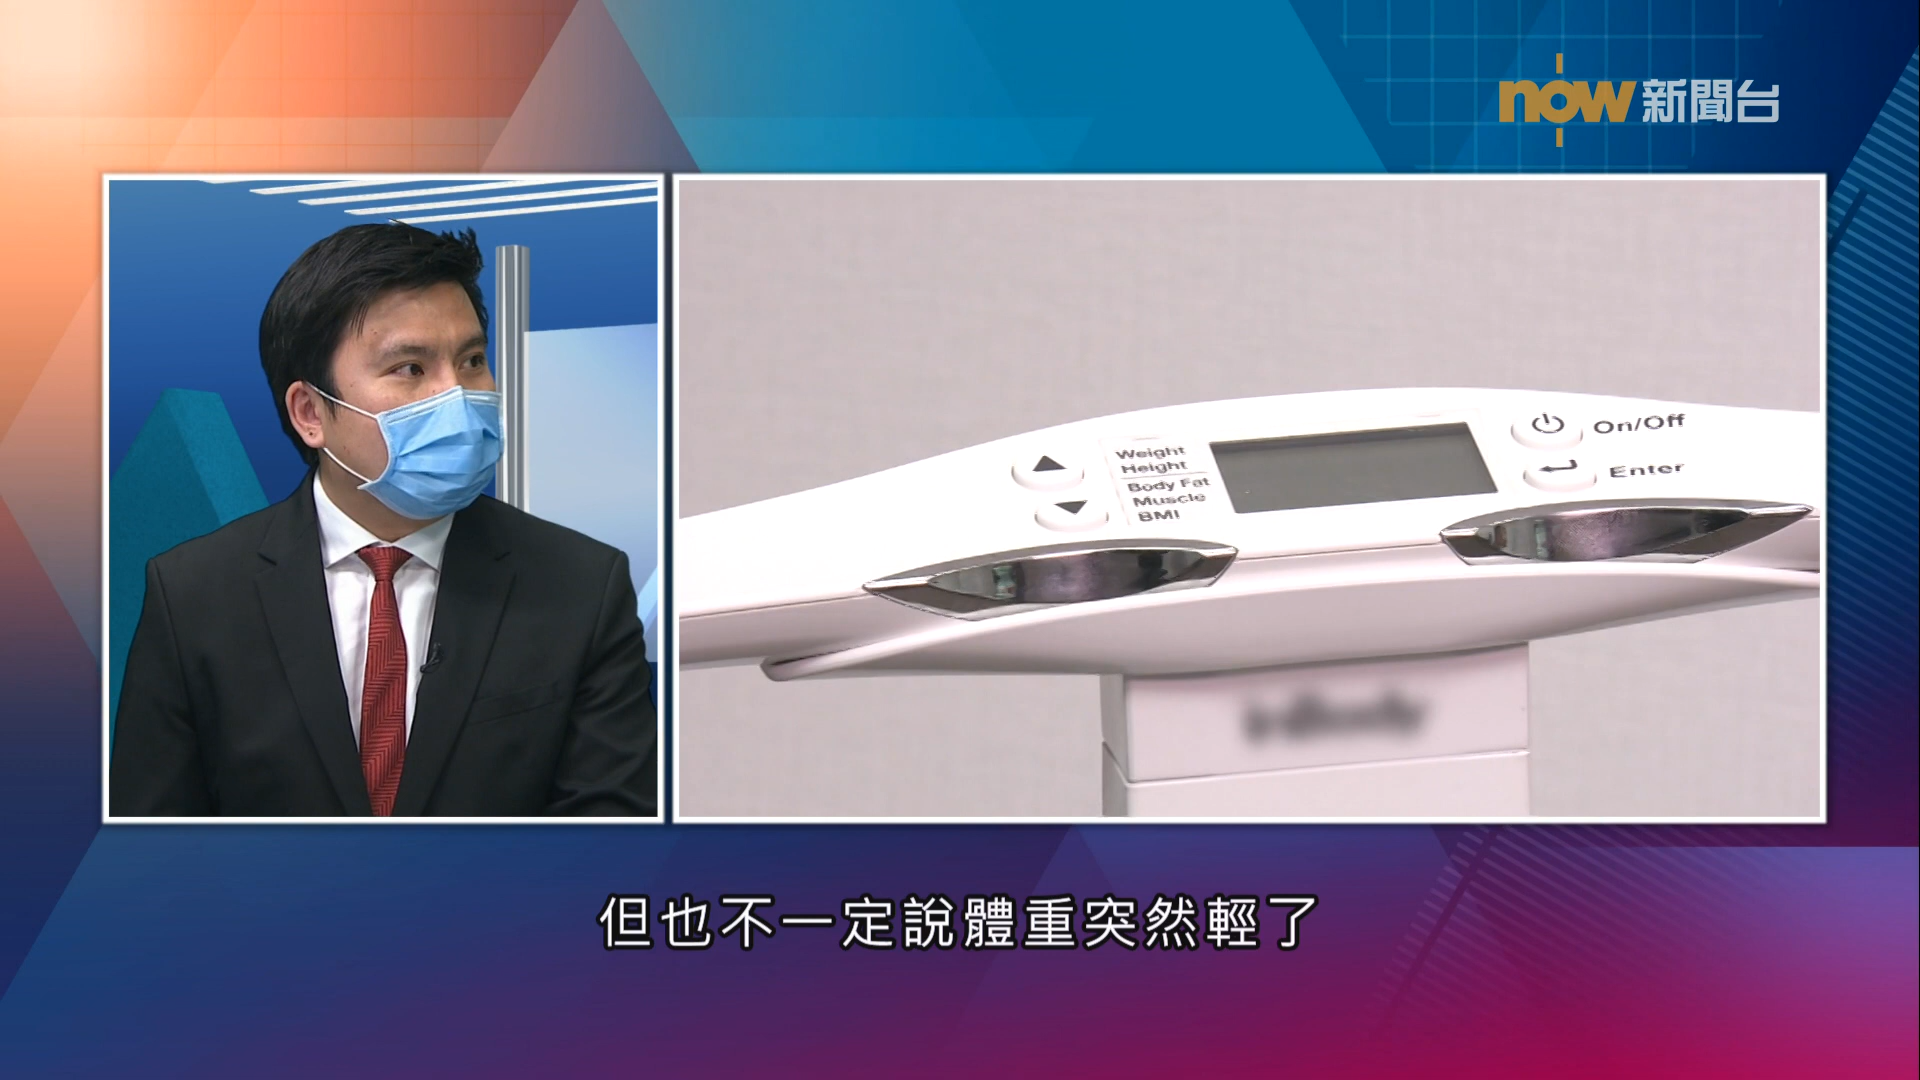 now新聞台
Weight
Height
Body Fat
Muscle
BMI
On/Off
Enter
但也不一定說體重突然輕了